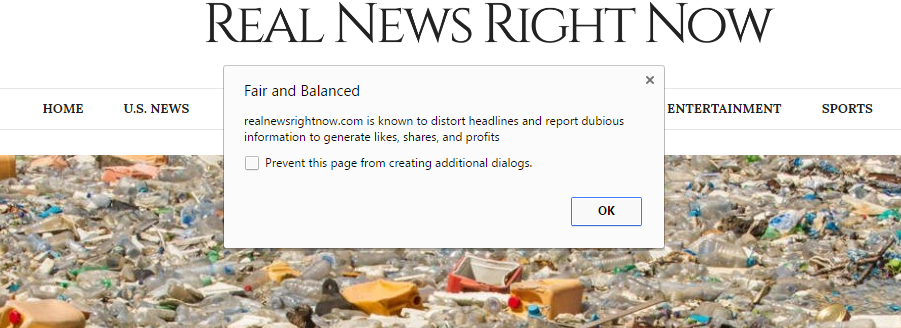 Real News Right Now
Fair and Balanced
HOME U.S. NEWS ENTERTAINMENT SPORTS
realnewsrightnow.com is known to distort headlines and report dubious
information to generate likes, shares, and profits
Prevent this page from creating additional dialogs.
OK